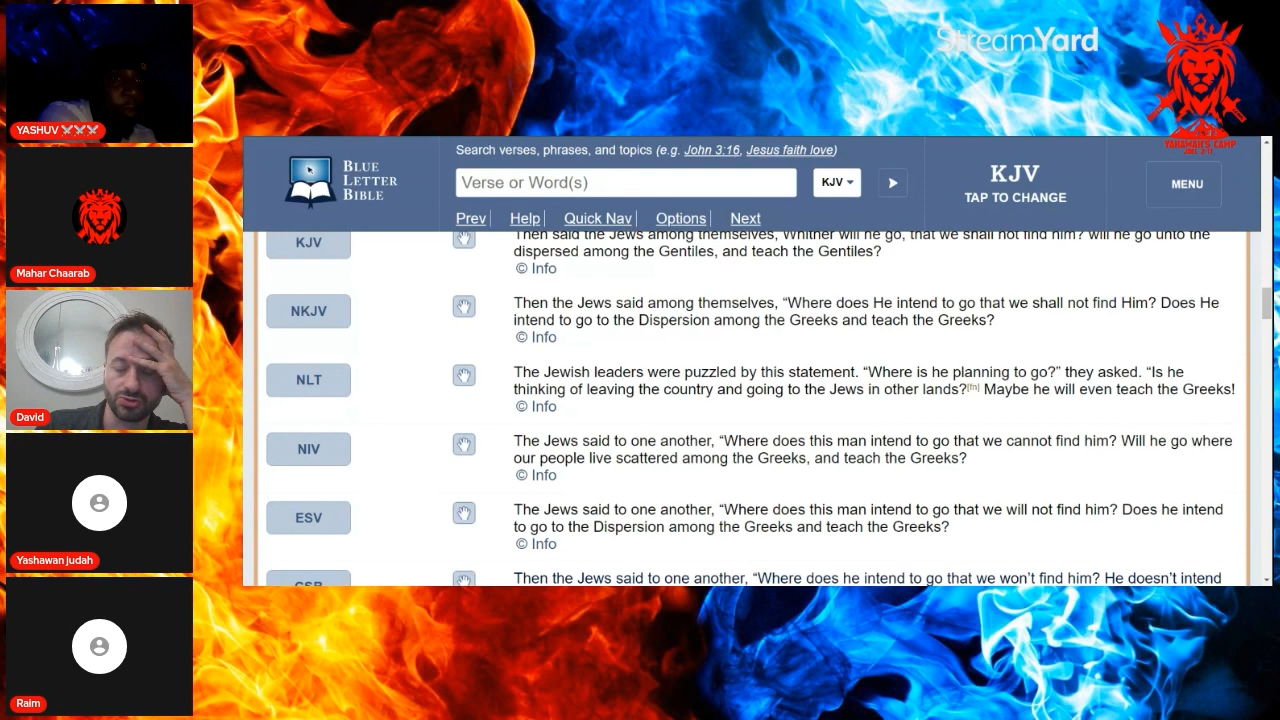 StreamYard
YAHAWAH'S CAMP
YASHUV ⚔⚔⚔
Mahar Chaarab
David
Yashawan judah
Raim
BLUE
LETTER
BIBLE
Search verses, phrases, and topics (e.g. John 3:16, Jesus faith love)
Verse or Word(s)
KJV
Prev
Help
Quick Nav
Options
Next
KJV
TAP TO CHANGE
MENU
KJV
Then said the Jews among themselves, Whither will he go, that we shall not find him? will he go unto the
dispersed among the Gentiles, and teach the Gentiles?
© Info
NKJV
Then the Jews said among themselves, “Where does He intend to go that we shall not find Him? Does He
intend to go to the Dispersion among the Greeks and teach the Greeks?
© Info
NLT
The Jewish leaders were puzzled by this statement. “Where is he planning to go?” they asked. “Is he
thinking of leaving the country and going to the Jews in other lands?[fn] Maybe he will even teach the Greeks!
© Info
NIV
The Jews said to one another, “Where does this man intend to go that we cannot find him? Will he go where
our people live scattered among the Greeks, and teach the Greeks?
© Info
ESV
The Jews said to one another, “Where does this man intend to go that we will not find him? Does he intend
to go to the Dispersion among the Greeks and teach the Greeks?
© Info
CSB
Then the Jews said to one another, “Where does he intend to go that we won’t find him? He doesn’t intend